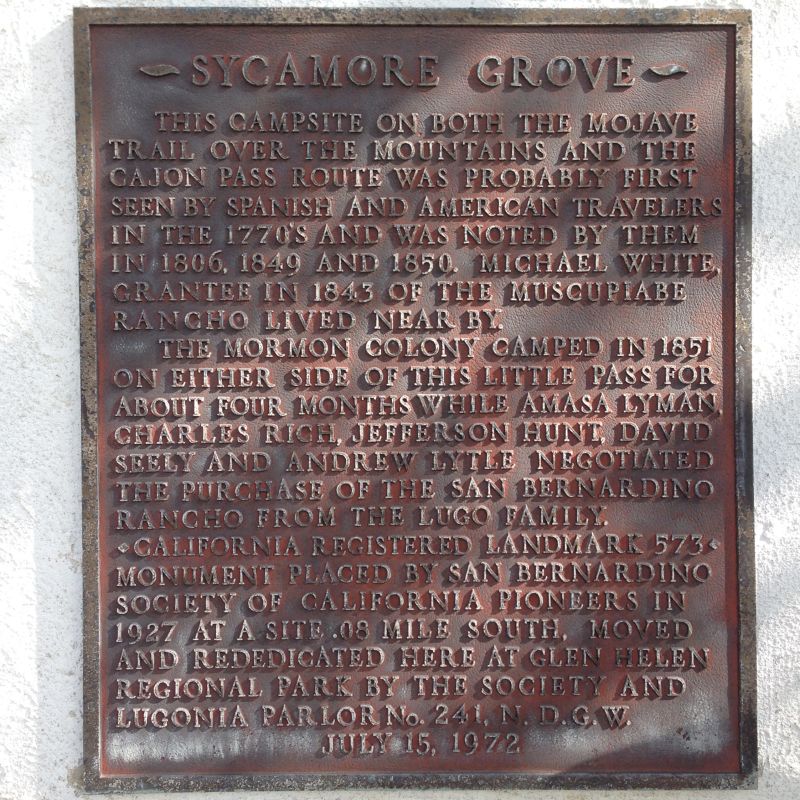 SYCAMORE GROVE
THIS CAMPSITE ON BOTH THE MOJAVE
TRAIL OVER THE MOUNTAINS AND THE
CAJON PASS ROUTE WAS PROBABLY FIRST
SEEN BY SPANISH AND AMERICAN TRAVELERS
IN THE 1770'S AND WAS NOTED BY THEM
IN 1806, 1849 AND 1850. MICHAEL WHITE,
GRANTEE IN 1843 OF THE MUSCUPIABE
RANCHO LIVED NEAR BY.
THE MORMON COLONY CAMPED IN 1851
ON EITHER SIDE OF THIS LITTLE PASS FOR
ABOUT FOUR MONTHS WHILE AMASA LYMAN,
CHARLES RICH, JEFFERSON HUNT, DAVID
SEELY AND ANDREW LYTLE NEGOTIATED
THE PURCHASE OF THE SAN BERNARDINO
RANCHO FROM THE LUGO FAMILY.
CALIFORNIA REGISTERED LANDMARK 573
MONUMENT PLACED BY SAN BERNARDINO
SOCIETY OF CALIFORNIA PIONEERS IN
1927 AT A SITE .08 MILE SOUTH. MOVED
AND REDEDICATED HERE AT GLEN HELEN
REGIONAL PARK BY THE SOCIETY AND
LUGONIA PARLOR No. 241, N. D. G. W.
JULY 15, 1972